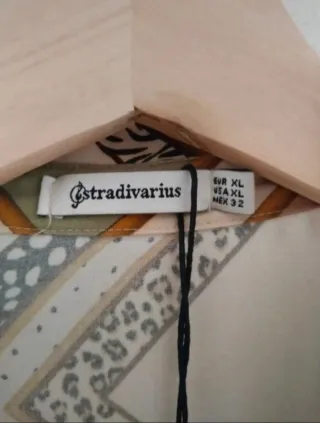 stradivarius
EUR XL
USA XL
MEX 32